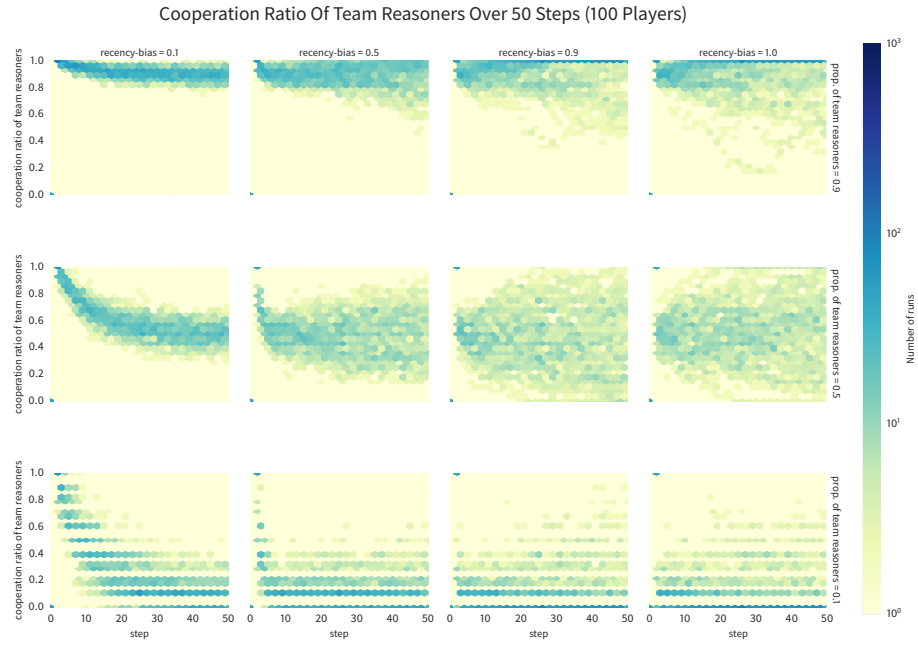 Cooperation Ratio Of Team Reasoners Over 50 Steps (100 Players)
recency-bias = 0.1
recency-bias = 0.5
recency-bias = 0.9
recency-bias = 1.0
cooperation ratio of team reasoners
1.0
0.8
0.6
0.4
0.2
0.0
prop. of team reasoners = 0.9
cooperation ratio of team reasoners
1.0
0.8
0.6
0.4
0.2
0.0
prop. of team reasoners = 0.5
cooperation ratio of team reasoners
1.0
0.8
0.6
0.4
0.2
0.0
prop. of team reasoners = 0.1
0 10 20 30 40 50
0 10 20 30 40 50
0 10 20 30 40 50
0 10 20 30 40 50
step
step
step
step
10³
10²
10¹
10⁰
Number of runs